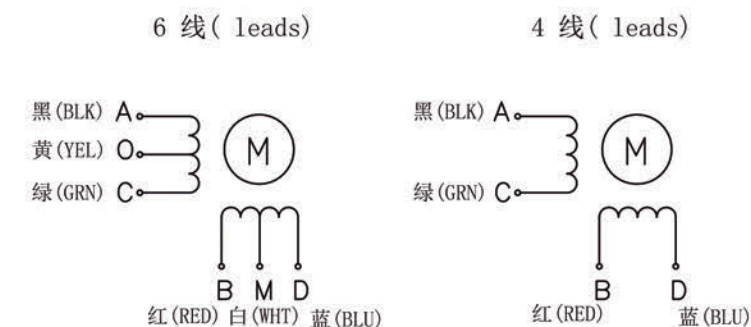 6 线( leads)
4 线( leads)
黑(BLK) A
黄(YEL) O
绿(GRN) C
M
B M D
红(RED) 白(WHT) 蓝(BLU)
黑(BLK) A
绿(GRN) C
M
B D
红(RED) 蓝(BLU)